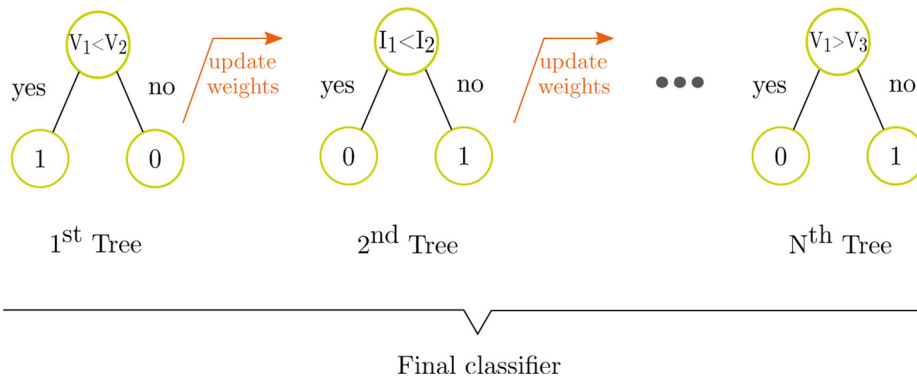 V₁<V₂
yes
no
1
0
1ˢᵗ Tree
update
weights
I₁<I₂
yes
no
0
1
2ⁿᵈ Tree
update
weights
V₁>V₃
yes
no
0
1
Nᵗʰ Tree
Final classifier